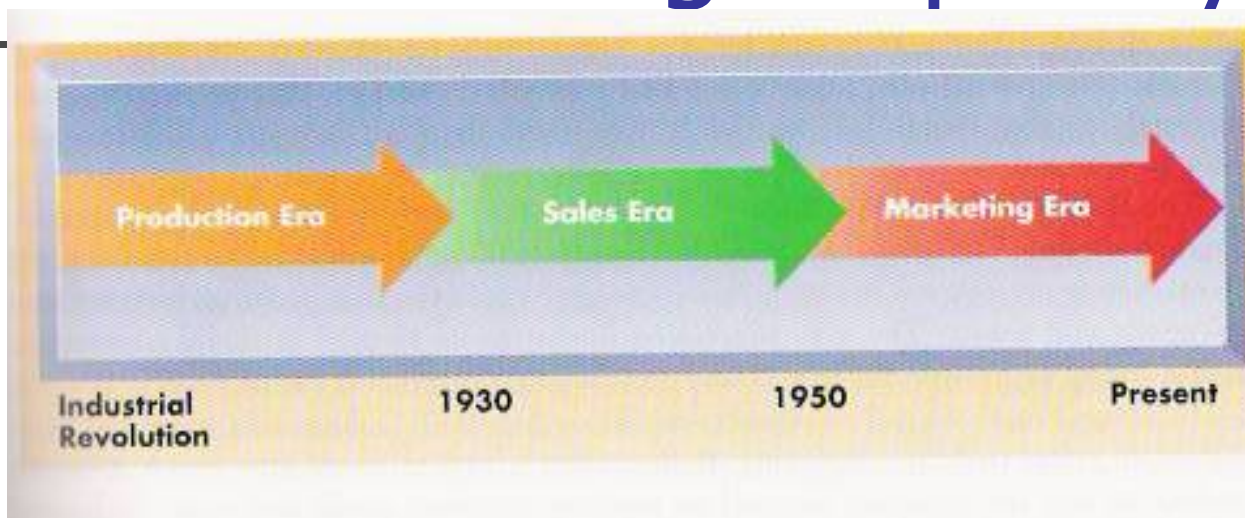 Production Era
Sales Era
Marketing Era
Industrial
Revolution
1930
1950
Present